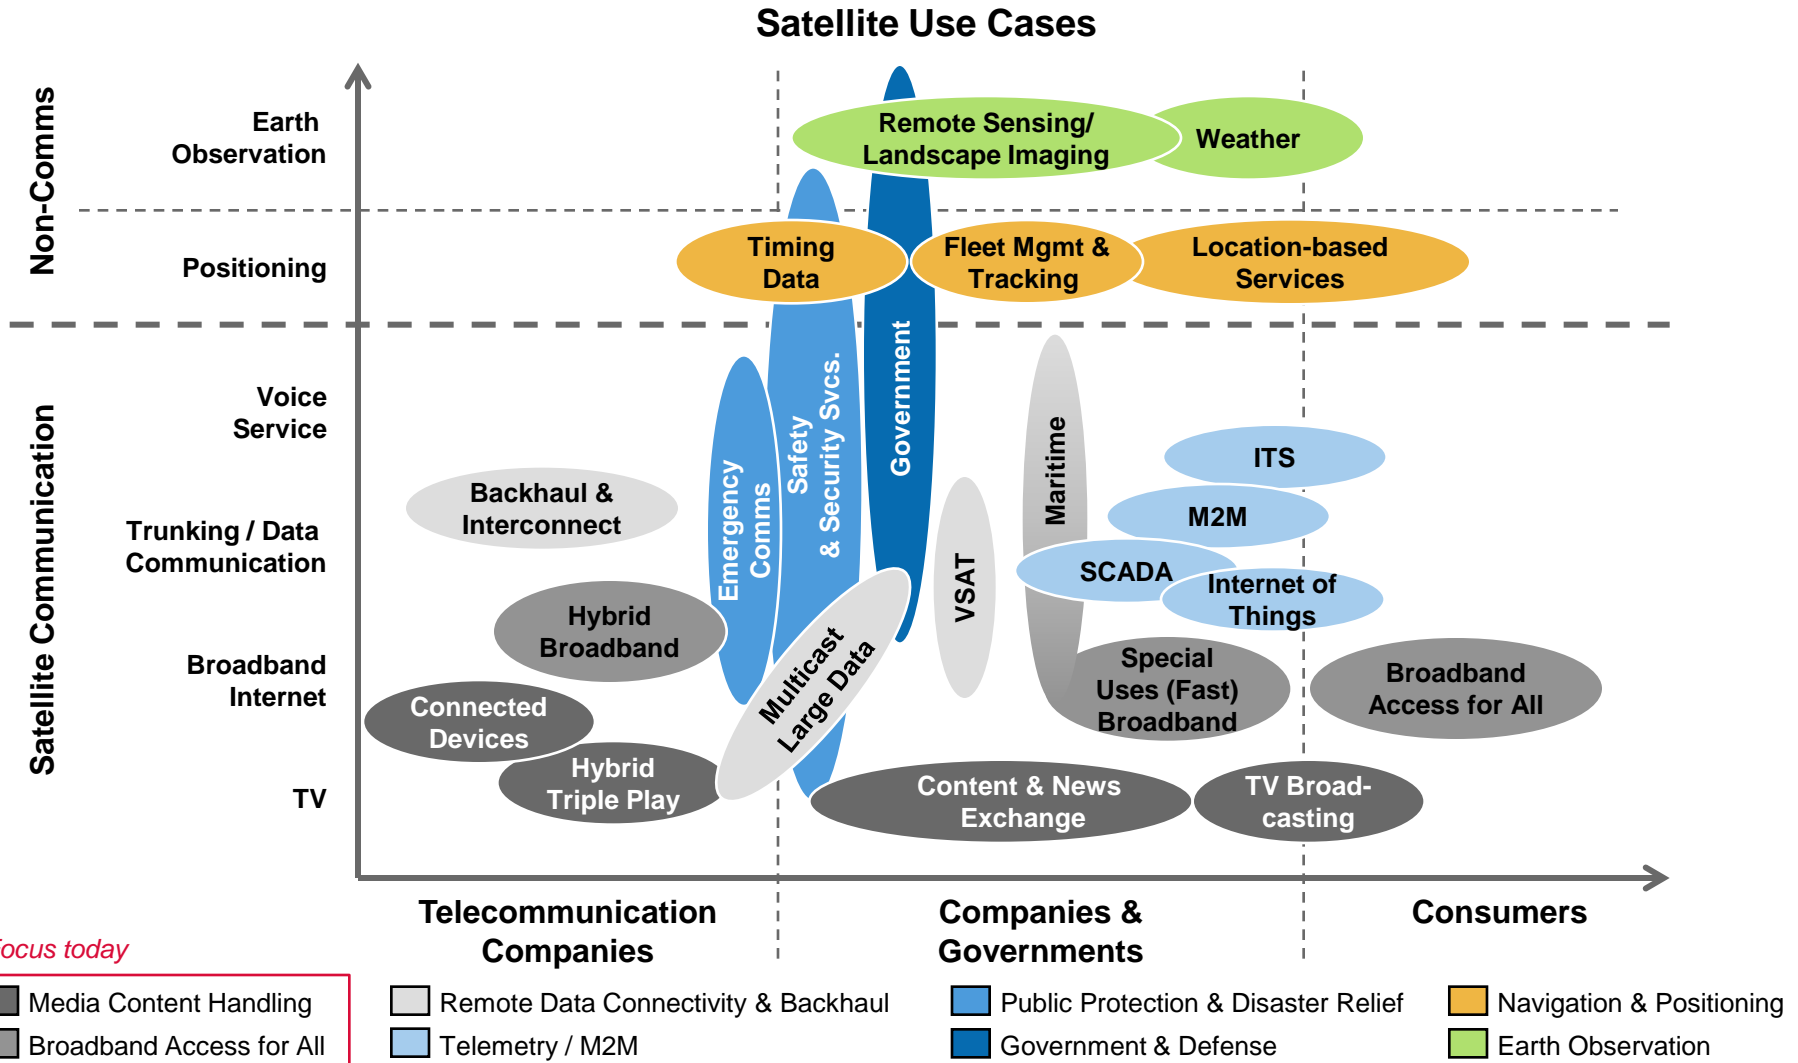 Satellite Use Cases
Non-Comms
Earth
Observation
Remote Sensing/
Landscape Imaging
Weather
Positioning
Timing
Data
Fleet Mgmt &
Tracking
Location-based
Services
Satellite Communication
Voice
Service
Trunking / Data
Communication
Broadband
Internet
TV
Backhaul &
Interconnect
Hybrid
Broadband
Connected
Devices
Hybrid
Triple Play
Emergency
Comms
Safety
& Security Svcs.
Government
Multicast
Large Data
VSAT
Maritime
ITS
M2M
SCADA
Internet of
Things
Special
Uses (Fast)
Broadband
Broadband
Access for All
Content & News
Exchange
TV Broad-
casting
Telecommunication
Companies
Companies &
Governments
Consumers
Focus today
Media Content Handling
Broadband Access for All
Remote Data Connectivity & Backhaul
Telemetry / M2M
Public Protection & Disaster Relief
Government & Defense
Navigation & Positioning
Earth Observation